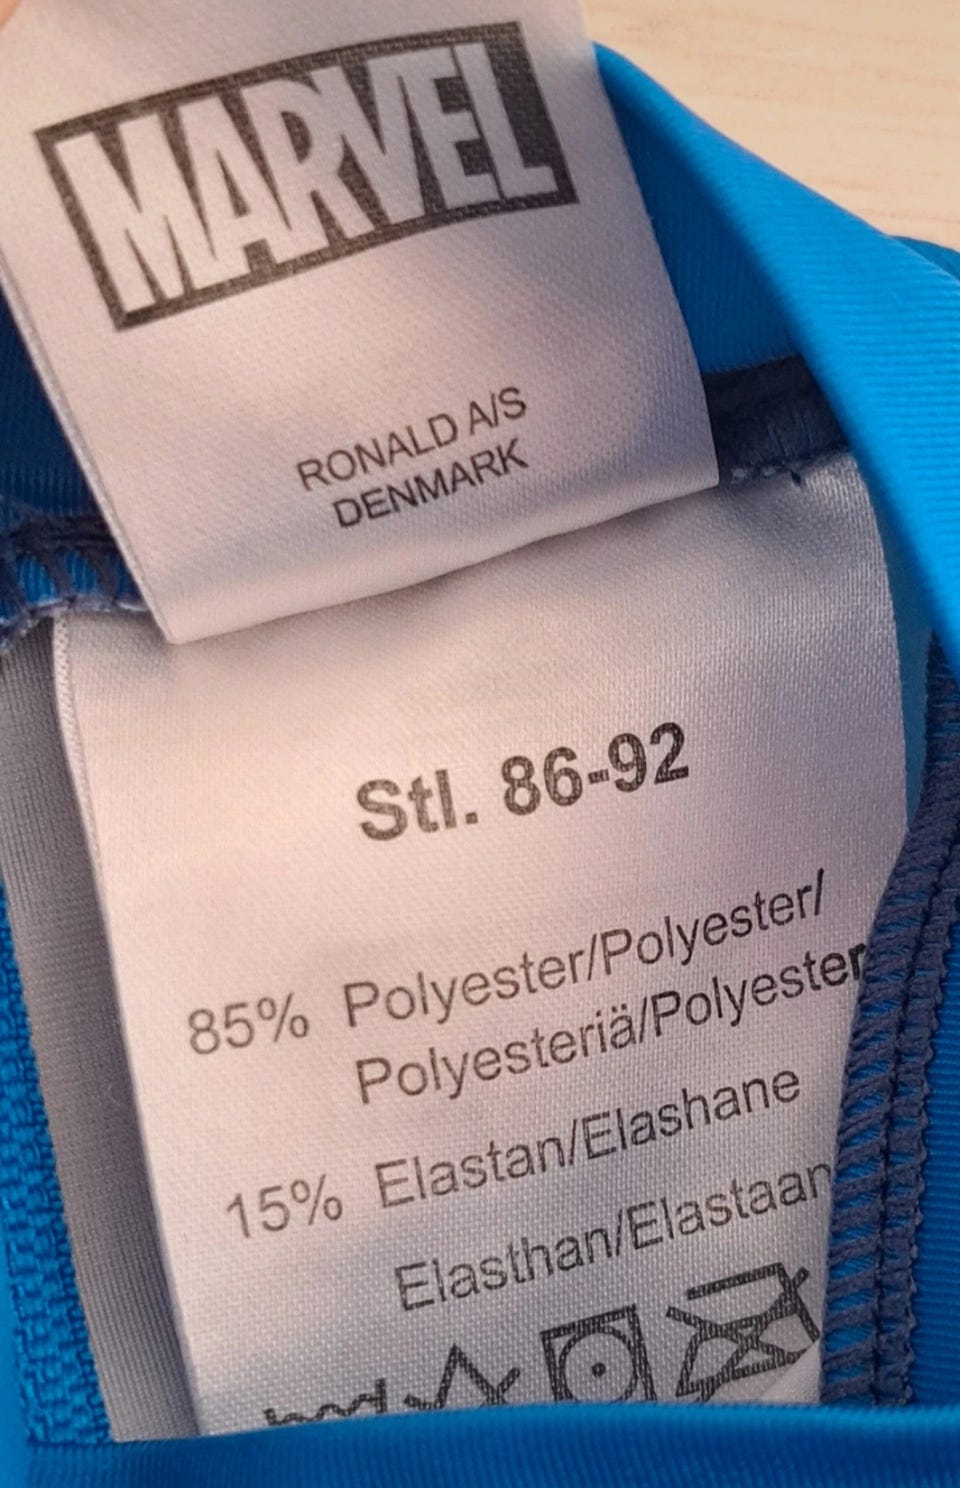 MARVEL
RONALD A/S
DENMARK
Stl. 86-92
85% Polyester/Polyester/
Polyesteriä/Polyester
15% Elastan/Elashane
Elasthan/Elastaan